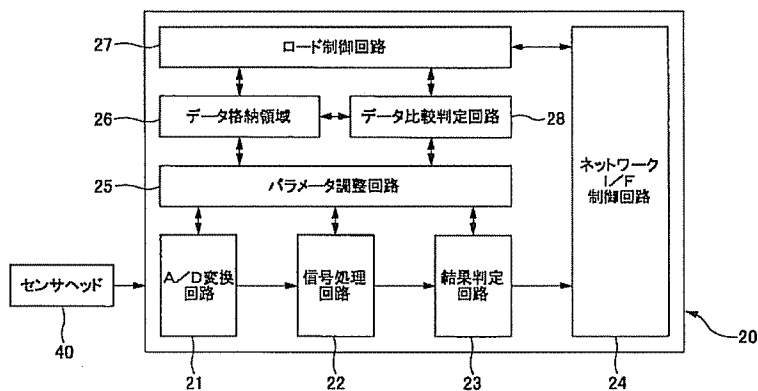 27
ロード制御回路
26
データ格納領域
データ比較判定回路
28
25
パラメータ調整回路
ネットワーク
I/F
制御回路
センサヘッド
40
A/D変換
回路
信号処理
回路
結果判定
回路
20
21
22
23
24